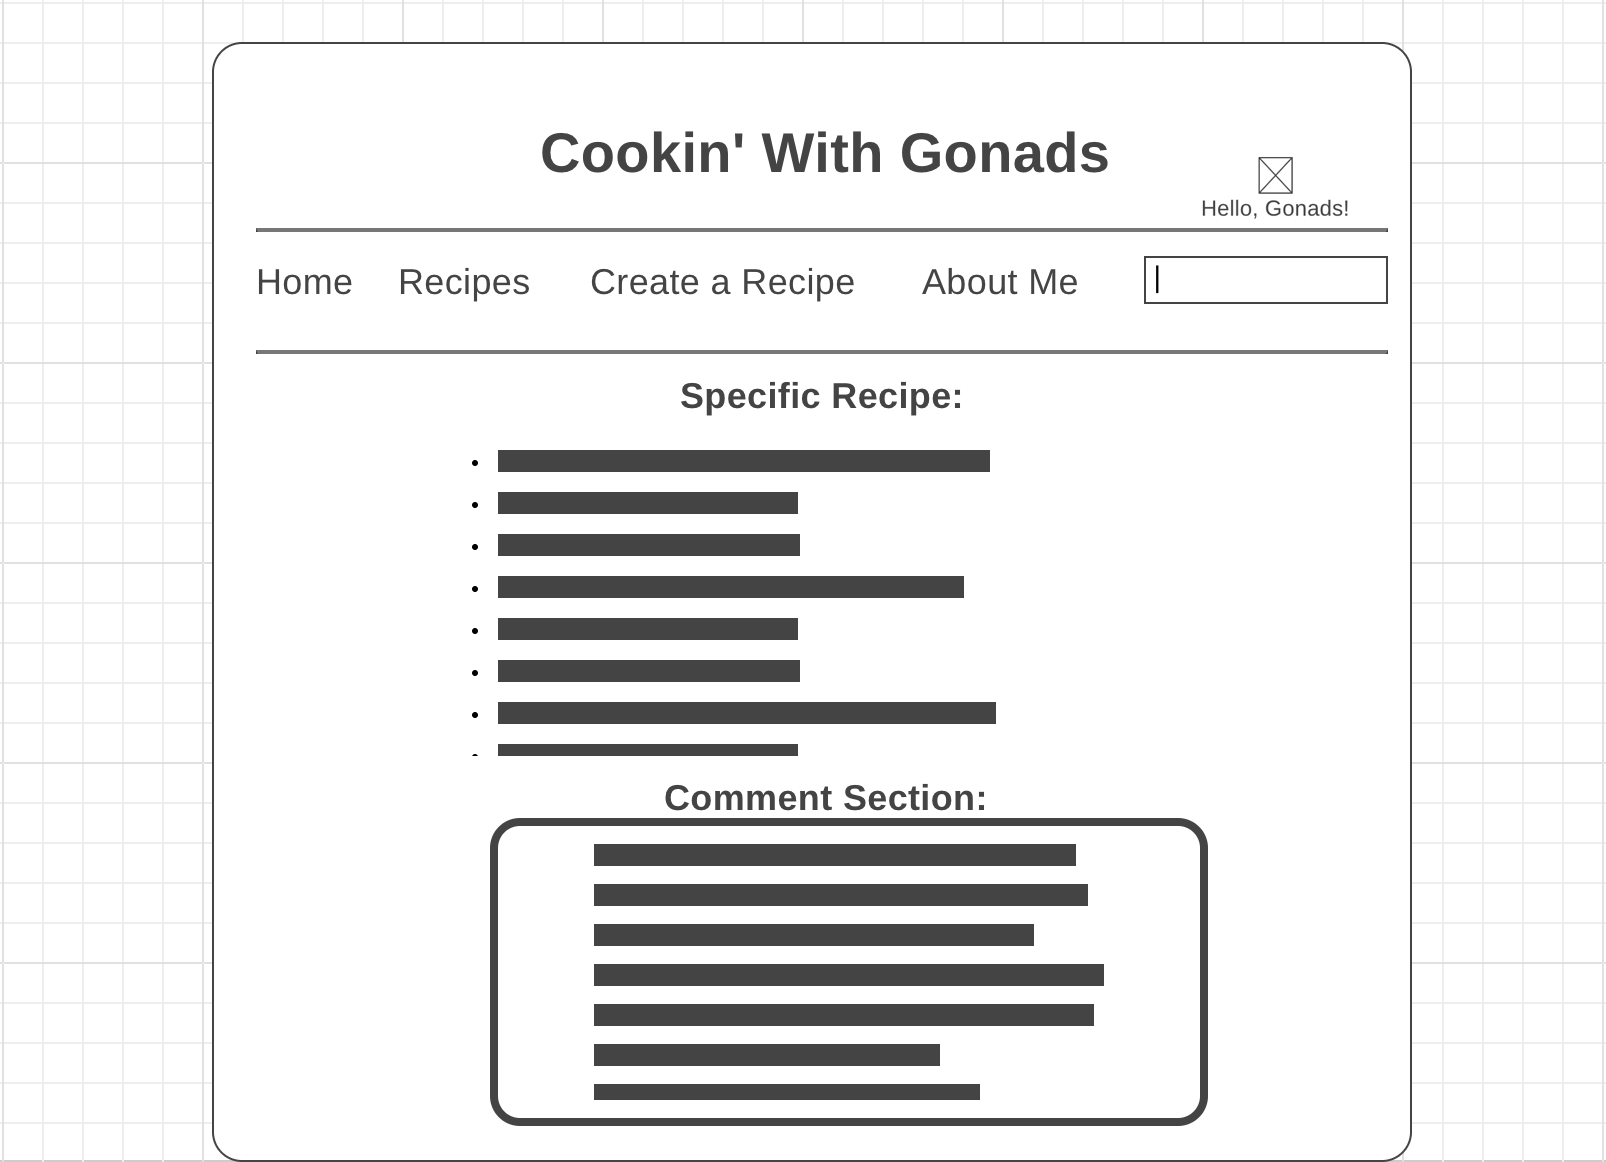 Cookin' With Gonads
Hello, Gonads!
Home Recipes Create a Recipe About Me
Specific Recipe:
Comment Section: